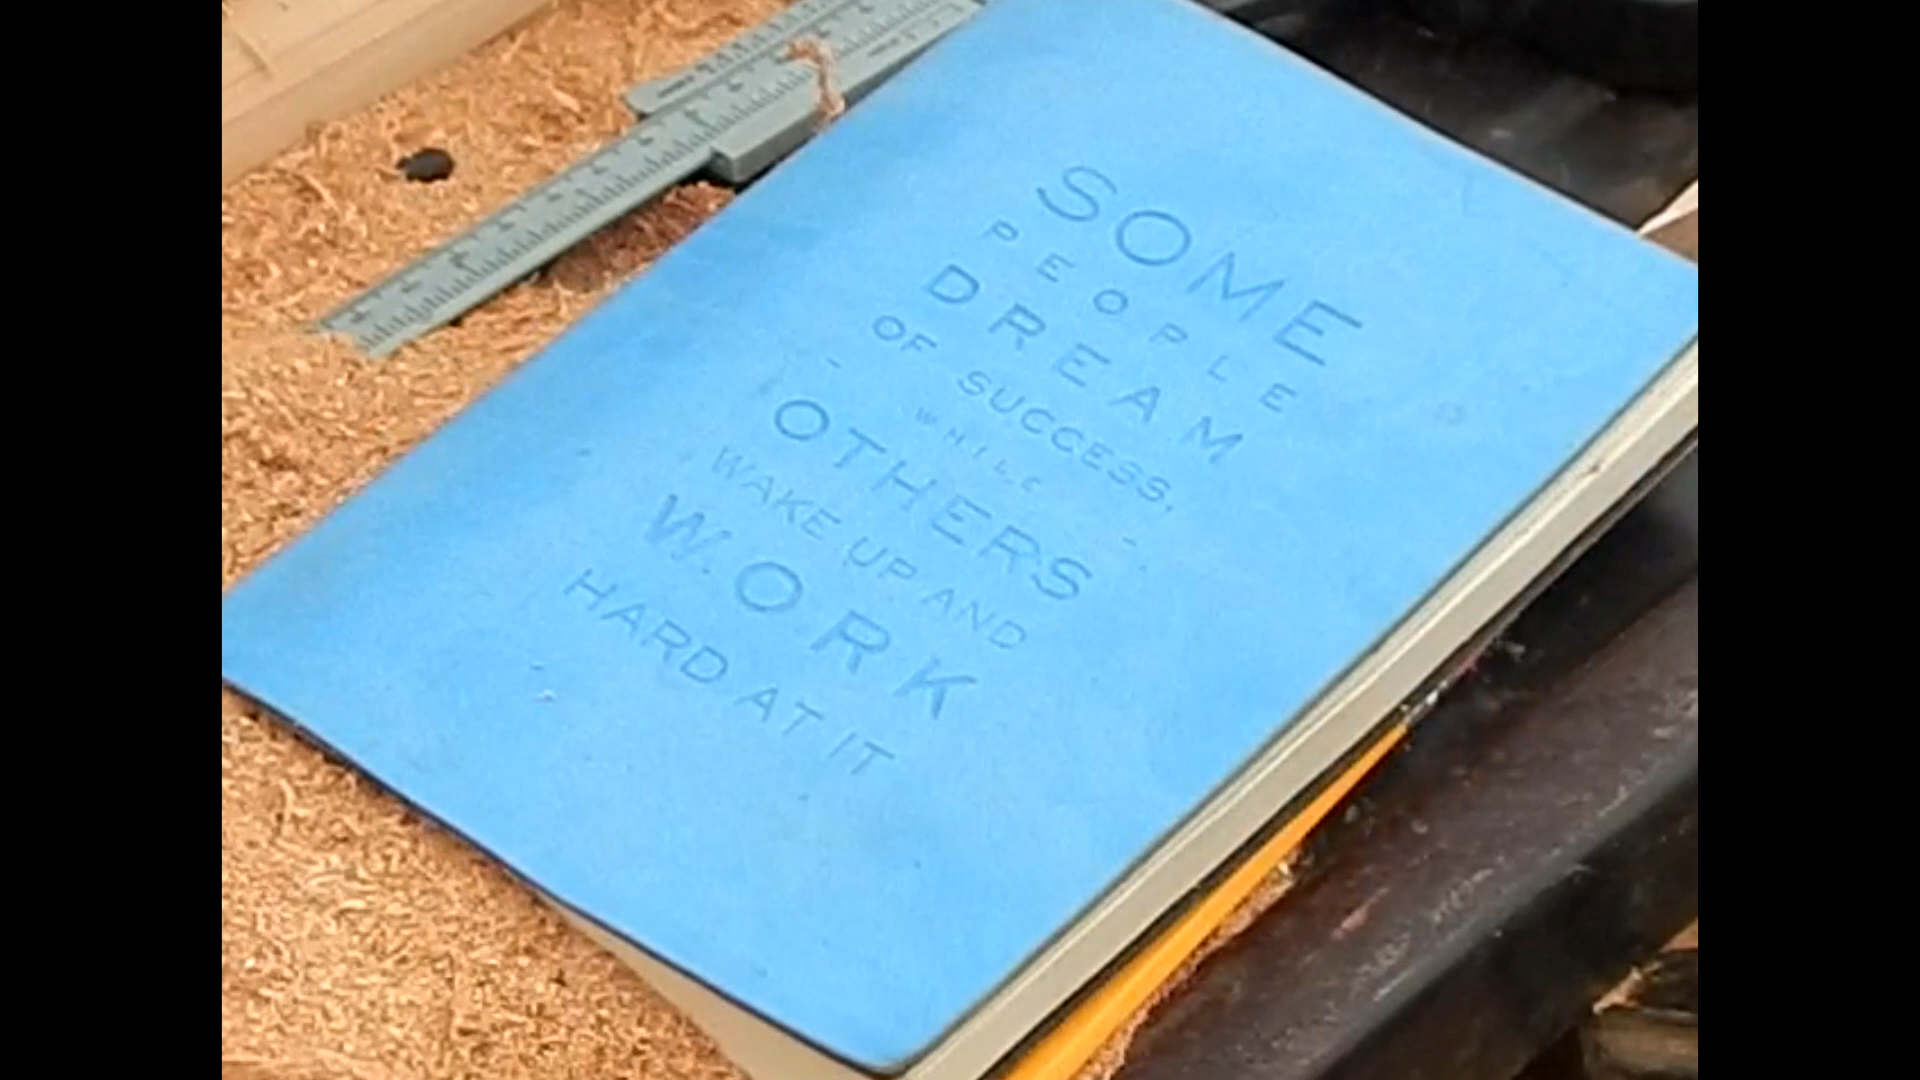 SOME
PEOPLE
DREAM
OF SUCCESS,
- WHILE -
OTHERS
WAKE UP AND
WORK
HARD AT IT